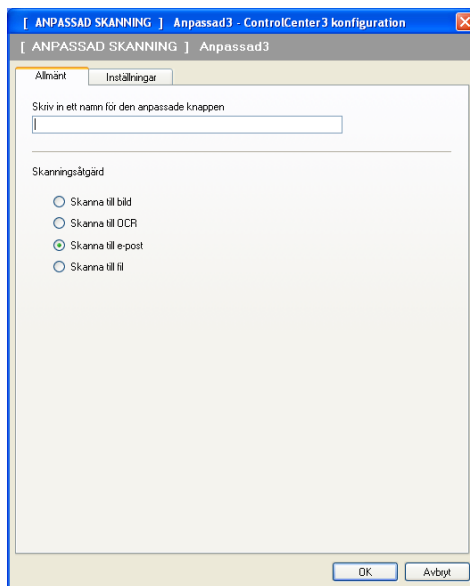 [ ANPASSAD SKANNING ] Anpassad3 - ControlCenter3 konfiguration
[ ANPASSAD SKANNING ] Anpassad3
Allmänt Inställningar
Skriv in ett namn för den anpassade knappen
Skanningsåtgärd
Skanna till bild
Skanna till OCR
Skanna till e-post
Skanna till fil
OK Avbryt